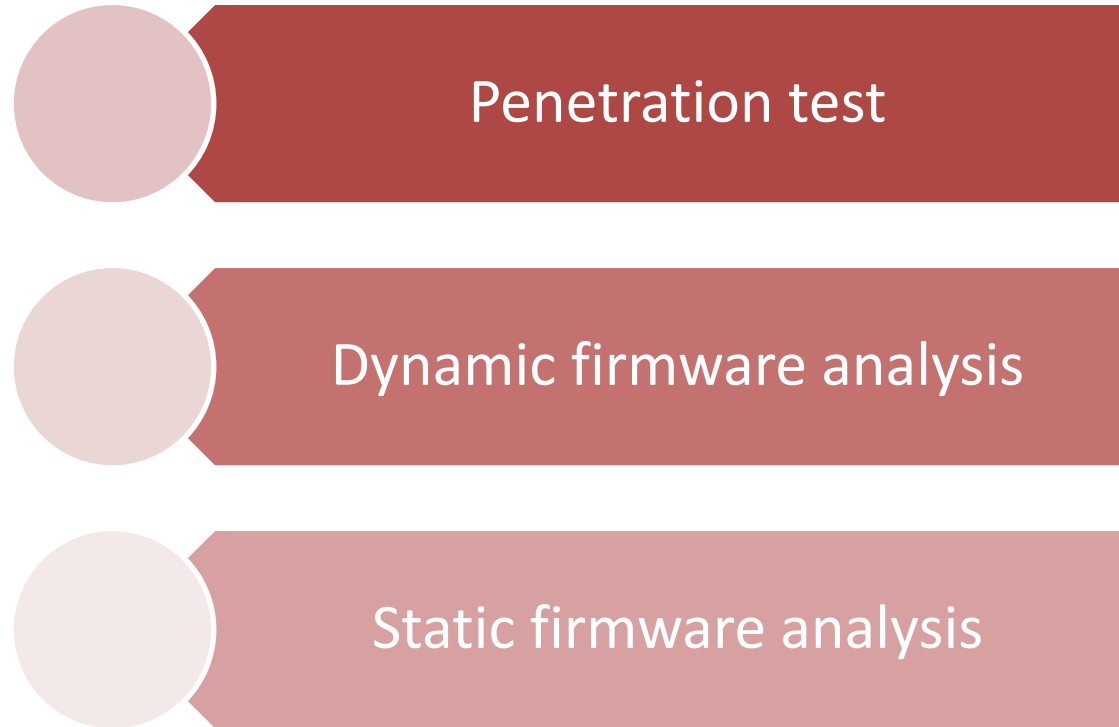 Penetration test
Dynamic firmware analysis
Static firmware analysis